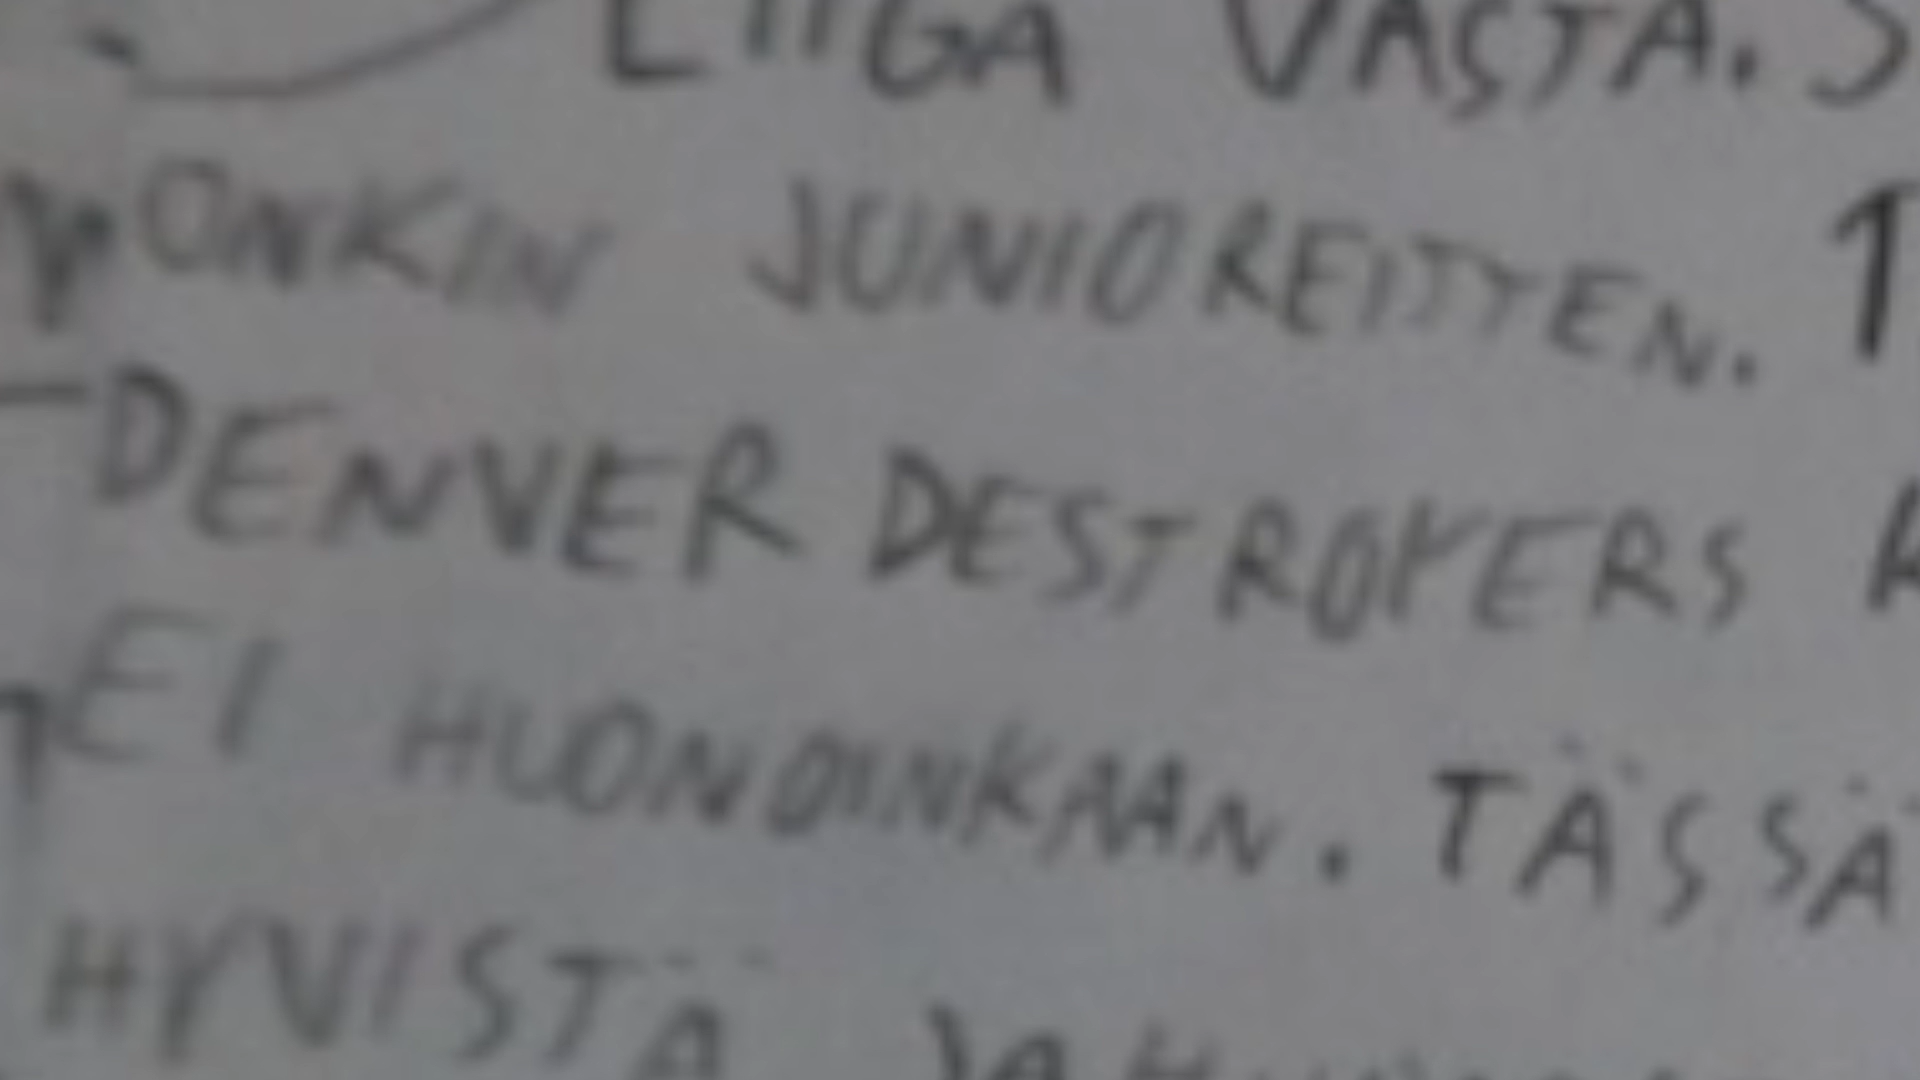 LIIGA VASTA.
JUNIOREITTEN.
DENVER DESTROYERS
EI HUONOINKAAN. TÄSSÄ
HYVISTÄ